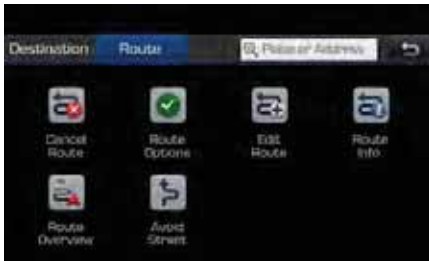 Destination Route Place or Address
Cancel Route
Route Options
Edit Route
Route Info
Route Overview
Avoid Street